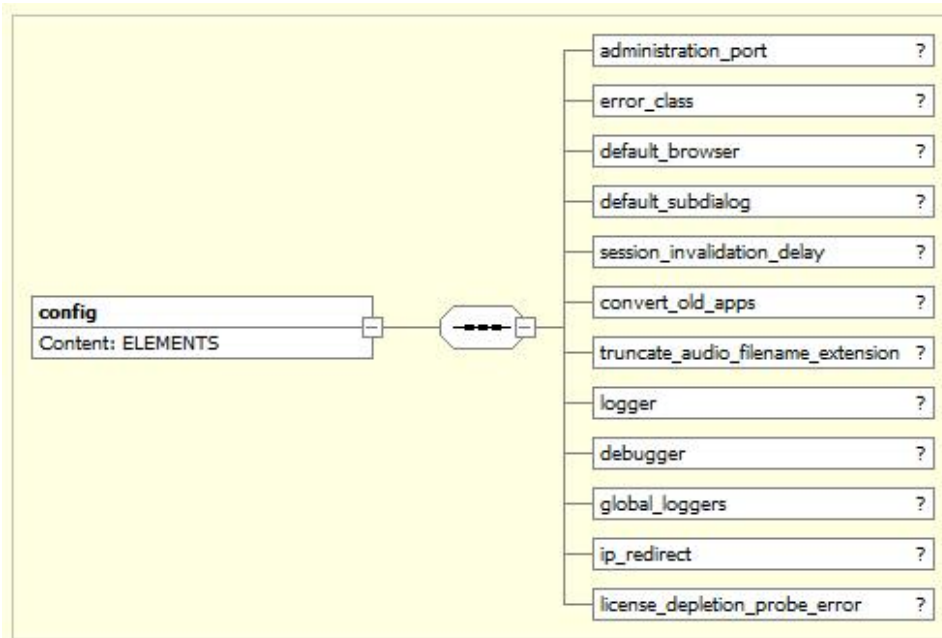 administration_port ?
error_class ?
default_browser ?
default_subdialog ?
session_invalidation_delay ?
config
Content: ELEMENTS
convert_old_apps ?
truncate_audio_filename_extension ?
logger ?
debugger ?
global_loggers ?
ip_redirect ?
license_depletion_probe_error ?